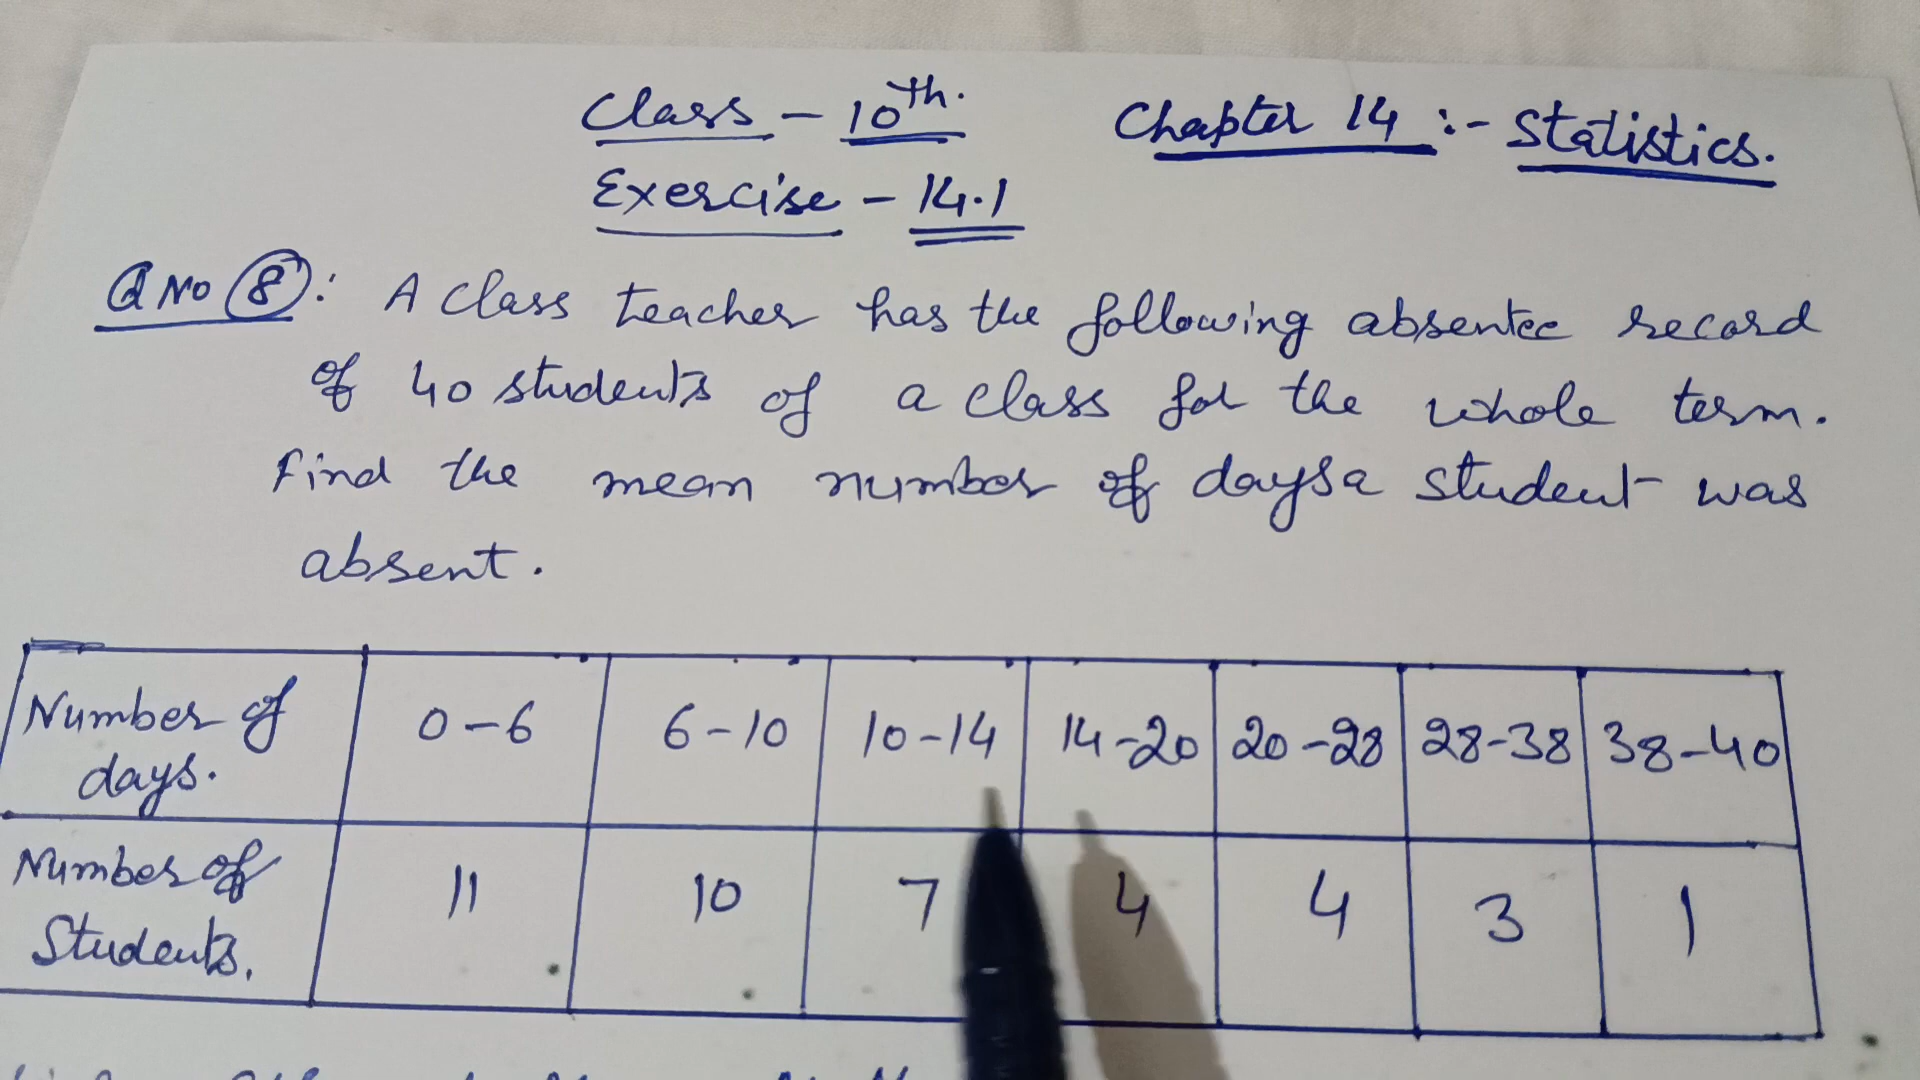 Class - 10th.
Chapter 14 :- Statistics.
Exercise - 14.1
Q No 8: A class teacher has the following absentee record
of 40 students of a class for the whole term.
Find the mean number of days a student was
absent.
Number of days. 0-6 6-10 10-14 14-20 20-28 28-38 38-40
Number of Students. 11 10 7 4 4 3 1